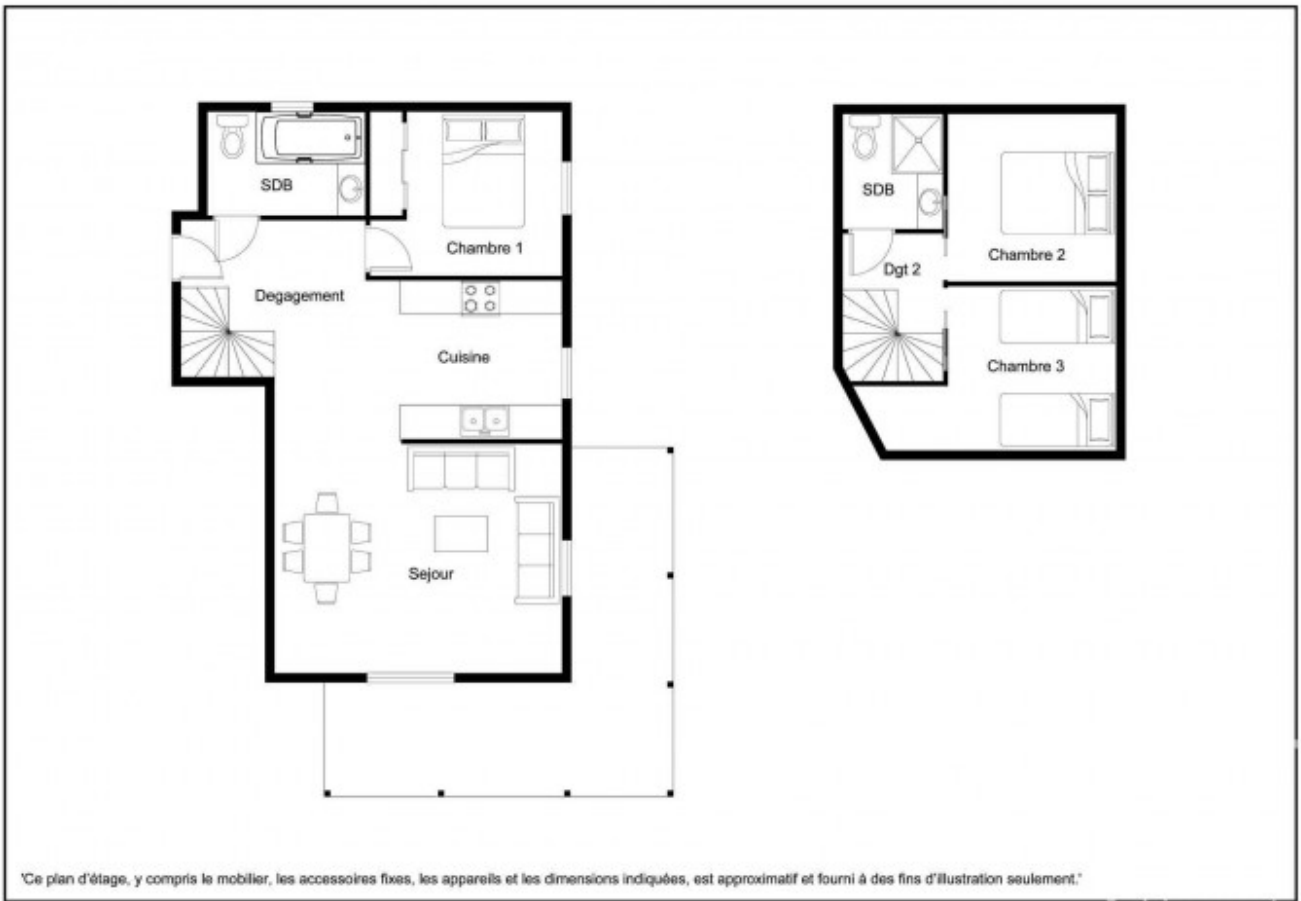 SDB
Chambre 1
Degagement
Cuisine
Sejour
SDB
Chambre 2
Dgt 2
Chambre 3
'Ce plan d'étage, y compris le mobilier, les accessoires fixes, les appareils et les dimensions indiquées, est approximatif et fourni à des fins d'illustration seulement.'